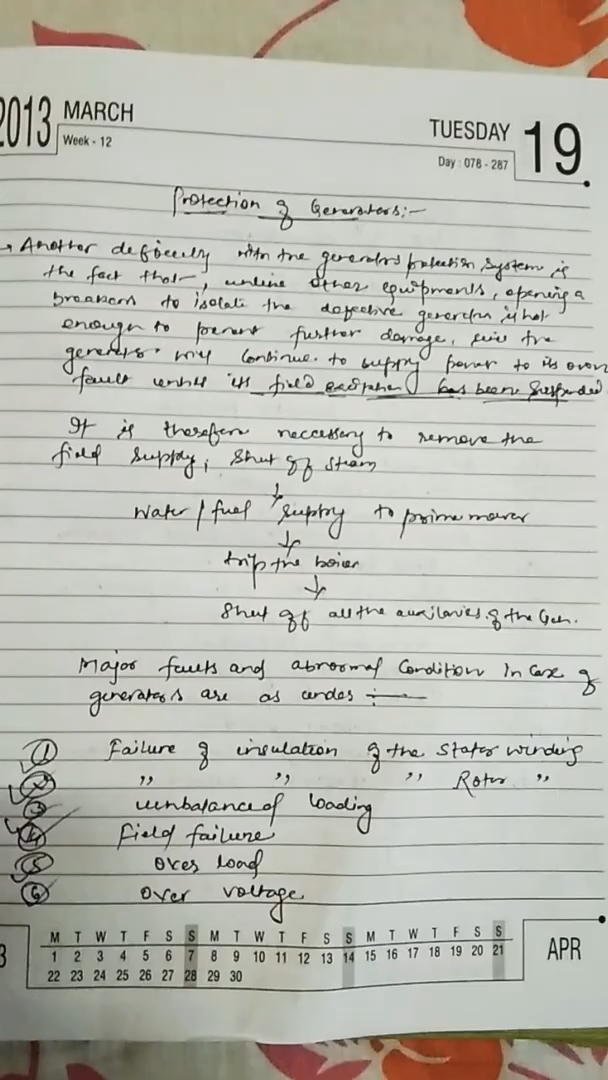 2013 MARCH
Week - 12
TUESDAY 19
Day : 078 - 287
Protection of Generators:-
→ Another difficulty with the generators protection system is
the fact that, unlike other equipments, opening a
breakers to isolate the defective generator is not
enough to prevent further damage, since the
generator will continue to supply power to its own
fault until its field excitation has been suspended.
It is therefore neccessary to remove the
field supply, shut off steam
↓
Water / fuel supply to prime mover
↓
trip the boiler
↓
Shut off all the auxilaries of the Gen.
Major faults and abnormal Condition in Case of
generators are as under :-
① Failure of insulation of the Stator winding
② ,, ,, ,, Rotor ,,
③ unbalance of loading
④ field failure
⑤ over load
⑥ over voltage
3
M T W T F S S M T W T F S S M T W T F S S
1 2 3 4 5 6 7 8 9 10 11 12 13 14 15 16 17 18 19 20 21
22 23 24 25 26 27 28 29 30
APR